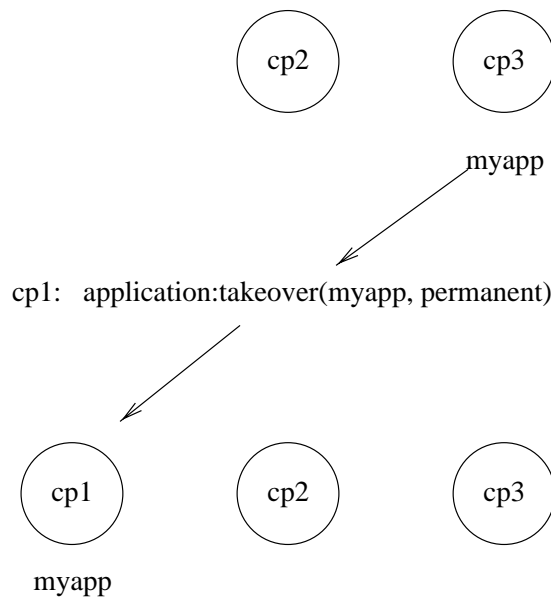 cp2 cp3
myapp
cp1: application:takeover(myapp, permanent)
cp1 cp2 cp3
myapp